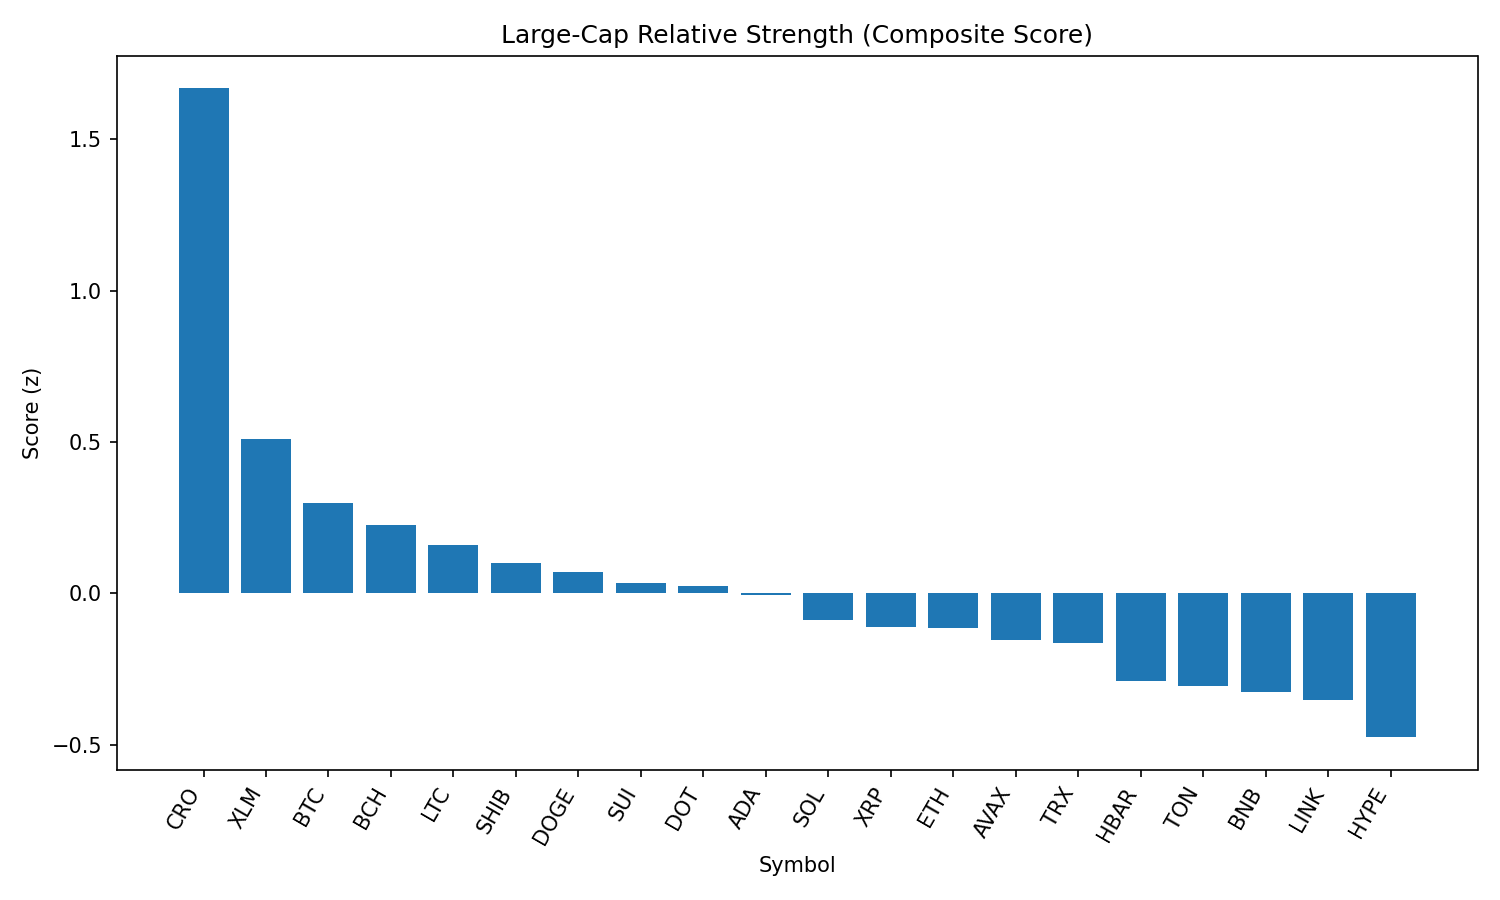 Large-Cap Relative Strength (Composite Score)
Score (z)
1.5
1.0
0.5
0.0
−0.5
CRO
XLM
BTC
BCH
LTC
SHIB
DOGE
SUI
DOT
ADA
SOL
XRP
ETH
AVAX
TRX
HBAR
TON
BNB
LINK
HYPE
Symbol